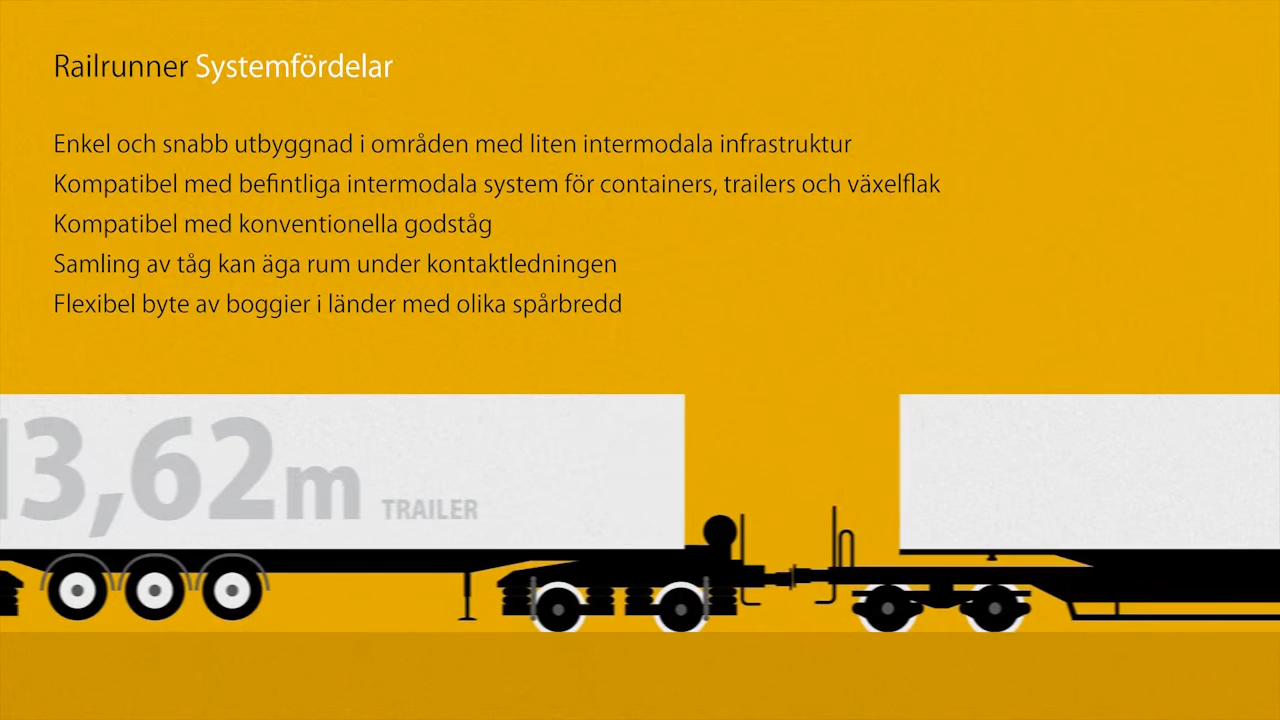 Railrunner Systemfördelar
Enkel och snabb utbyggnad i områden med liten intermodala infrastruktur
Kompatibel med befintliga intermodala system för containers, trailers och växelflak
Kompatibel med konventionella godståg
Samling av tåg kan äga rum under kontaktledningen
Flexibel byte av boggier i länder med olika spårbredd
13,62m TRAILER